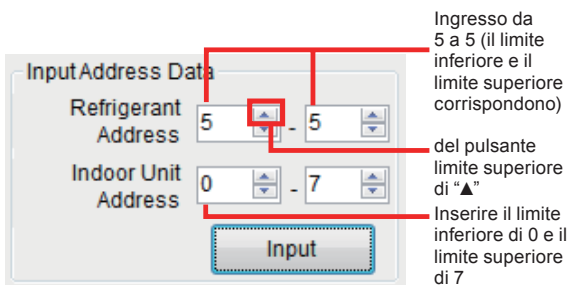 Input Address Data
Refrigerant
Address
5 - 5
Indoor Unit
Address
0 - 7
Input
Ingresso da
5 a 5 (il limite
inferiore e il
limite superiore
corrispondono)
del pulsante
limite superiore
di “▲”
Inserire il limite
inferiore di 0 e il
limite superiore
di 7